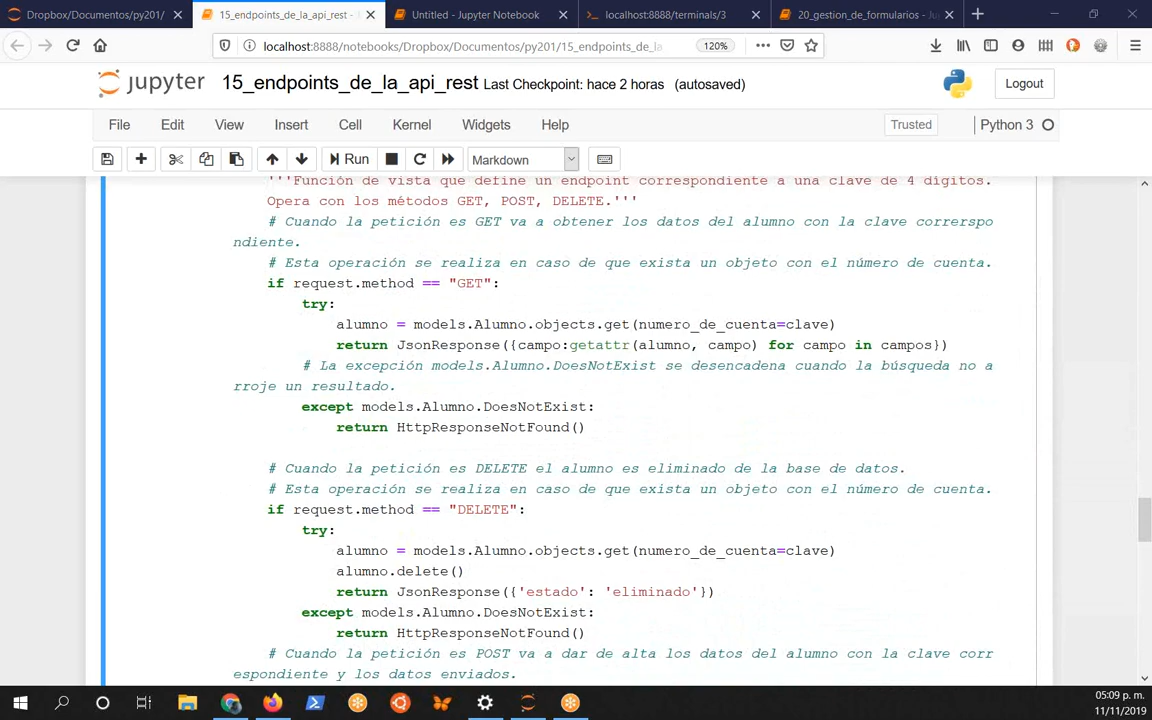 Dropbox/Documentos/py201/
15_endpoints_de_la_api_rest -
Untitled - Jupyter Notebook
localhost:8888/terminals/3
20_gestion_de_formularios - Ju
localhost:8888/notebooks/Dropbox/Documentos/py201/15_endpoints_de_la
120%
jupyter
15_endpoints_de_la_api_rest Last Checkpoint: hace 2 horas (autosaved)
Logout
File Edit View Insert Cell Kernel Widgets Help
Trusted
Python 3
Run
Markdown
'''Función de vista que define un endpoint correspondiente a una clave de 4 dígitos.
Opera con los métodos GET, POST, DELETE.'''
# Cuando la petición es GET va a obtener los datos del alumno con la clave correrspo
ndiente.
# Esta operación se realiza en caso de que exista un objeto con el número de cuenta.
if request.method == "GET":
try:
alumno = models.Alumno.objects.get(numero_de_cuenta=clave)
return JsonResponse({campo:getattr(alumno, campo) for campo in campos})
# La excepción models.Alumno.DoesNotExist se desencadena cuando la búsqueda no a
rroje un resultado.
except models.Alumno.DoesNotExist:
return HttpResponseNotFound()
# Cuando la petición es DELETE el alumno es eliminado de la base de datos.
# Esta operación se realiza en caso de que exista un objeto con el número de cuenta.
if request.method == "DELETE":
try:
alumno = models.Alumno.objects.get(numero_de_cuenta=clave)
alumno.delete()
return JsonResponse({'estado': 'eliminado'})
except models.Alumno.DoesNotExist:
return HttpResponseNotFound()
# Cuando la petición es POST va a dar de alta los datos del alumno con la clave corr
espondiente y los datos enviados.
05:09 p. m.
11/11/2019